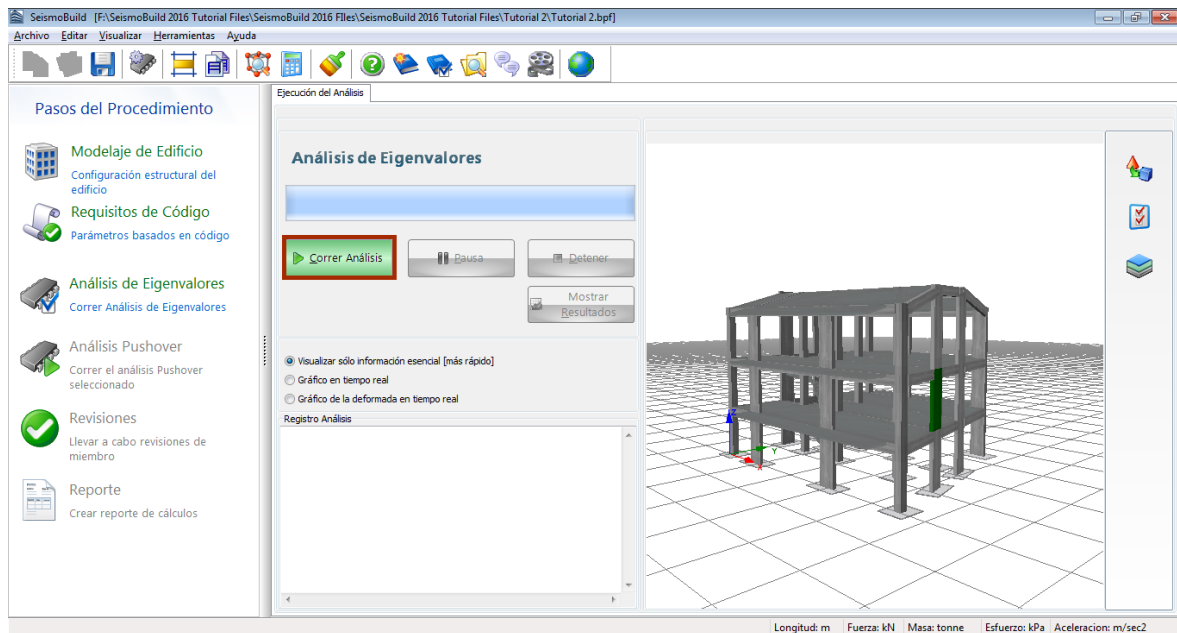 SeismoBuild [F:\SeismoBuild 2016 Tutorial Files\SeismoBuild 2016 FIles\SeismoBuild 2016 Tutorial Files\Tutorial 2\Tutorial 2.bpf]
Archivo Editar Visualizar Herramientas Ayuda
Pasos del Procedimiento
Modelaje de Edificio
Configuración estructural del
edificio
Requisitos de Código
Parámetros basados en código
Análisis de Eigenvalores
Correr Análisis de Eigenvalores
Análisis Pushover
Correr el análisis Pushover
seleccionado
Revisiones
Llevar a cabo revisiones de
miembro
Reporte
Crear reporte de cálculos
Ejecución del Análisis
Análisis de Eigenvalores
Correr Análisis
Pausa
Detener
Mostrar
Resultados
Visualizar sólo información esencial [más rápido]
Gráfico en tiempo real
Gráfico de la deformada en tiempo real
Registro Análisis
Z
Y
X
Longitud: m Fuerza: kN Masa: tonne Esfuerzo: kPa Aceleracion: m/sec2